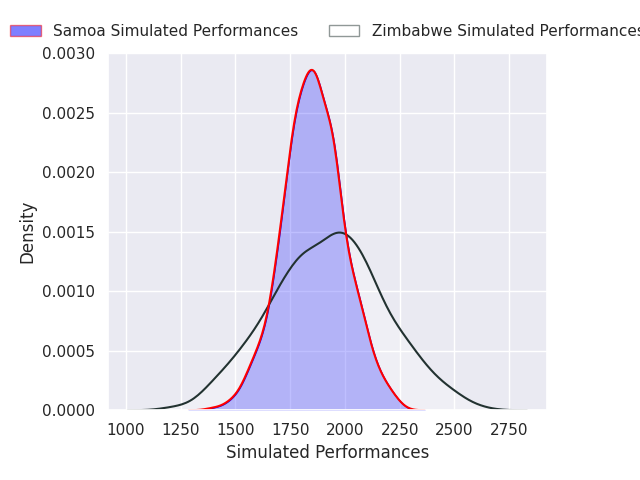 Samoa Simulated Performances
Zimbabwe Simulated Performances
0.0030
0.0025
0.0020
0.0015
0.0010
0.0005
0.0000
Density
1000 1250 1500 1750 2000 2250 2500 2750
Simulated Performances